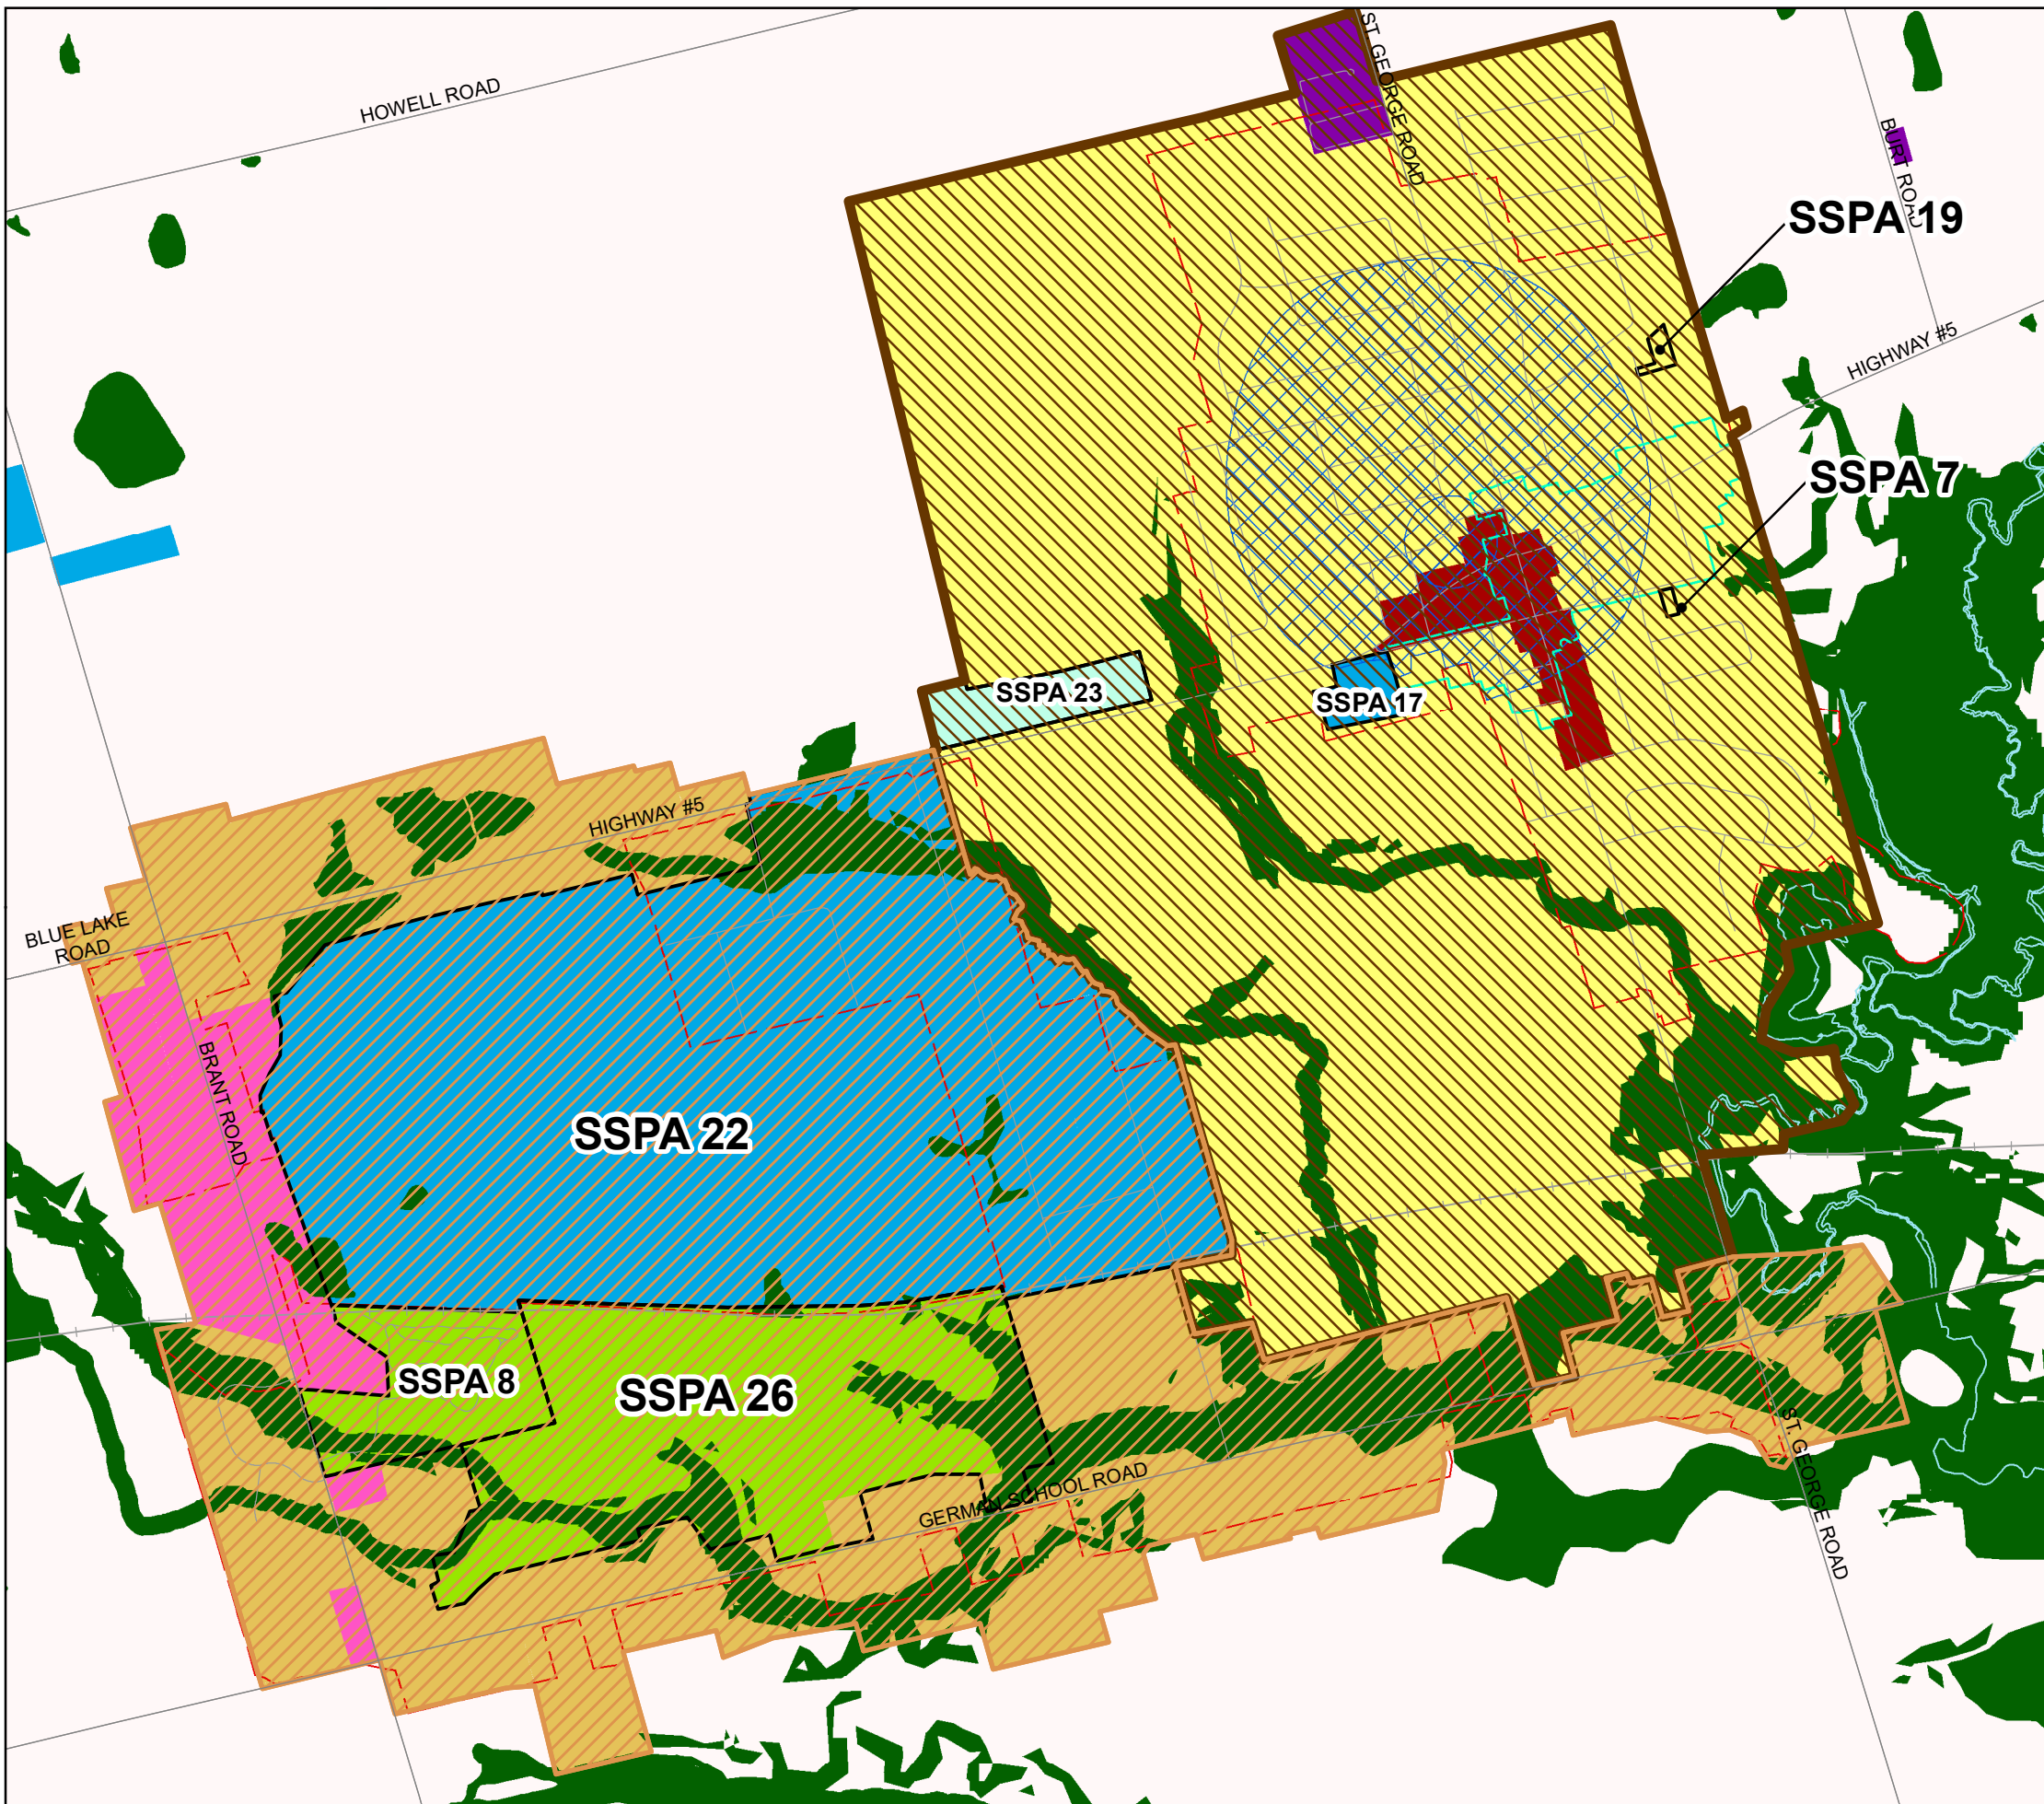 ST. GEORGE ROAD
HOWELL ROAD
BURT ROAD
SSPA 19
HIGHWAY #5
SSPA 7
SSPA 23
SSPA 17
HIGHWAY #5
BLUE LAKE
ROAD
BRANT ROAD
SSPA 22
SSPA 8
SSPA 26
GERMAN SCHOOL ROAD
ST. GEORGE ROAD